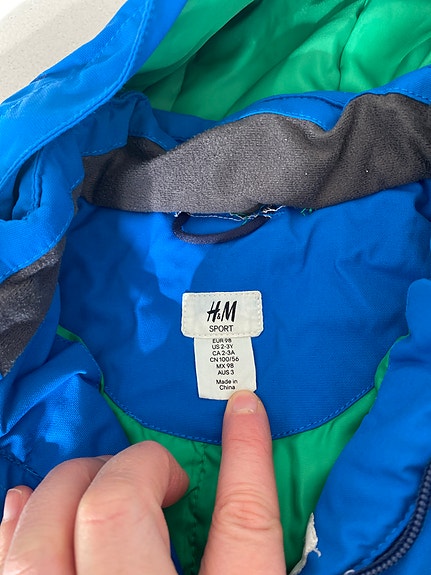 H&M
SPORT
EUR 98
US 2-3Y
CA 2-3A
CN 100/56
MX 98
AUS 3
Made in
China